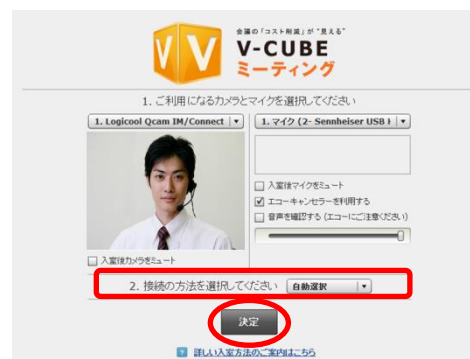 会議の「コスト削減」が"見える"
VV
V-CUBE
ミーティング
1. ご利用になるカメラとマイクを選択してください
1. Logicool Qcam IM/Connect
1. マイク (2- Sennheiser USB H
入室後マイクをミュート
エコーキャンセラーを利用する
音声を確認する (エコーにご注意ください)
入室後カメラをミュート
2. 接続の方法を選択してください 自動選択
決定
? 詳しい入室方法のご案内はこちら